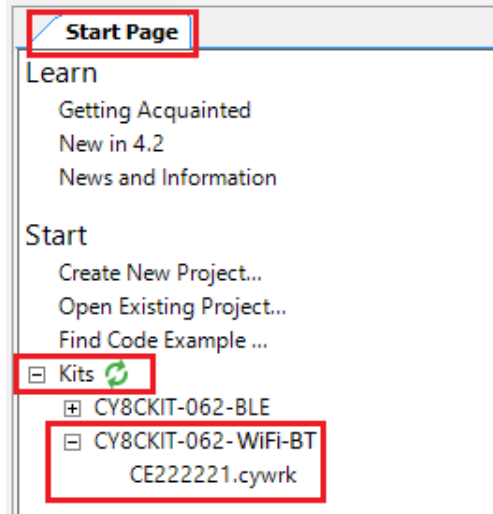 Start Page
Learn
Getting Acquainted
New in 4.2
News and Information
Start
Create New Project...
Open Existing Project...
Find Code Example ...
Kits
CY8CKIT-062-BLE
CY8CKIT-062-WiFi-BT
CE222221.cywrk